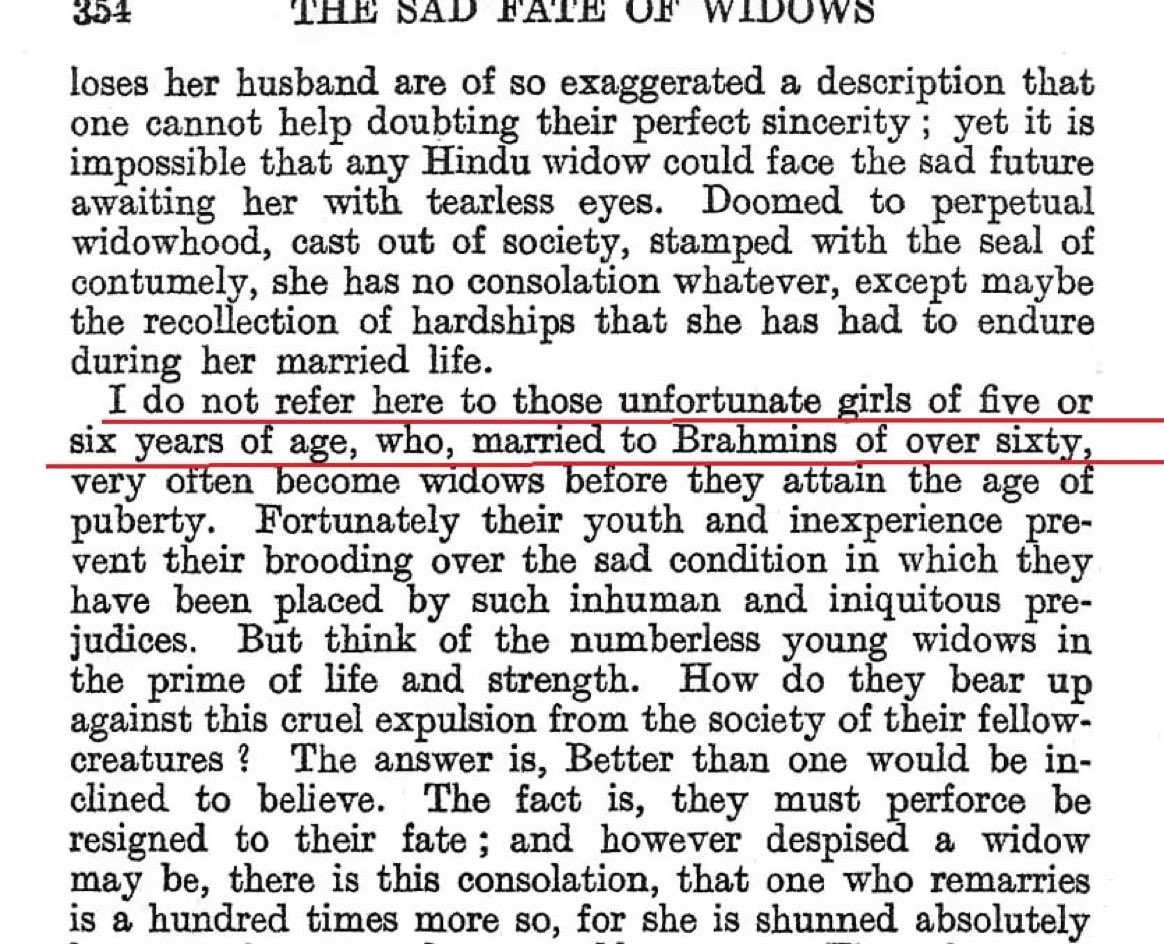 354 THE SAD FATE OF WIDOWS
loses her husband are of so exaggerated a description that
one cannot help doubting their perfect sincerity ; yet it is
impossible that any Hindu widow could face the sad future
awaiting her with tearless eyes. Doomed to perpetual
widowhood, cast out of society, stamped with the seal of
contumely, she has no consolation whatever, except maybe
the recollection of hardships that she has had to endure
during her married life.
I do not refer here to those unfortunate girls of five or
six years of age, who, married to Brahmins of over sixty,
very often become widows before they attain the age of
puberty. Fortunately their youth and inexperience pre-
vent their brooding over the sad condition in which they
have been placed by such inhuman and iniquitous pre-
judices. But think of the numberless young widows in
the prime of life and strength. How do they bear up
against this cruel expulsion from the society of their fellow-
creatures ? The answer is, Better than one would be in-
clined to believe. The fact is, they must perforce be
resigned to their fate ; and however despised a widow
may be, there is this consolation, that one who remarries
is a hundred times more so, for she is shunned absolutely